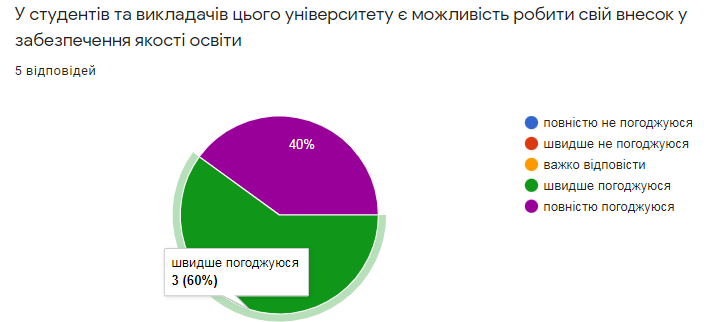 У студентів та викладачів цього університету є можливість робити свій внесок у
забезпечення якості освіти
5 відповідей
40%
швидше погоджуюся
3 (60%)
повністю не погоджуюся
швидше не погоджуюся
важко відповісти
швидше погоджуюся
повністю погоджуюся